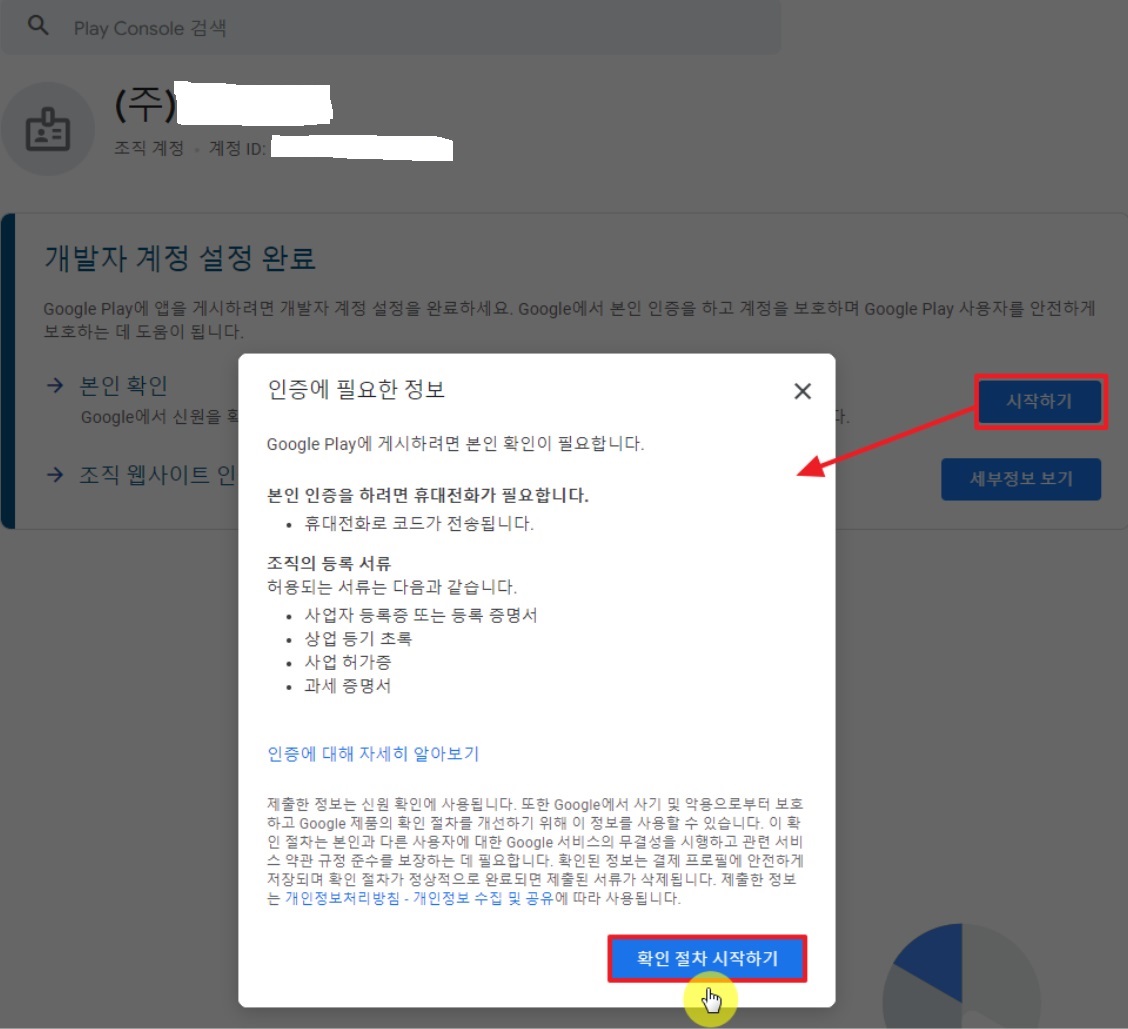 Play Console 검색
(주)
조직 계정 · 계정 ID:
개발자 계정 설정 완료
Google Play에 앱을 게시하려면 개발자 계정 설정을 완료하세요. Google에서 본인 인증을 하고 계정을 보호하며 Google Play 사용자를 안전하게
보호하는 데 도움이 됩니다.
본인 확인
Google에서 신원을 확
다.
시작하기
조직 웹사이트 인
세부정보 보기
인증에 필요한 정보
Google Play에 게시하려면 본인 확인이 필요합니다.
본인 인증을 하려면 휴대전화가 필요합니다.
• 휴대전화로 코드가 전송됩니다.
조직의 등록 서류
허용되는 서류는 다음과 같습니다.
• 사업자 등록증 또는 등록 증명서
• 상업 등기 초록
• 사업 허가증
• 과세 증명서
인증에 대해 자세히 알아보기
제출한 정보는 신원 확인에 사용됩니다. 또한 Google에서 사기 및 악용으로부터 보호
하고 Google 제품의 확인 절차를 개선하기 위해 이 정보를 사용할 수 있습니다. 이 확
인 절차는 본인과 다른 사용자에 대한 Google 서비스의 무결성을 시행하고 관련 서비
스 약관 규정 준수를 보장하는 데 필요합니다. 확인된 정보는 결제 프로필에 안전하게
저장되며 확인 절차가 정상적으로 완료되면 제출된 서류가 삭제됩니다. 제출한 정보
는 개인정보처리방침 - 개인정보 수집 및 공유에 따라 사용됩니다.
확인 절차 시작하기